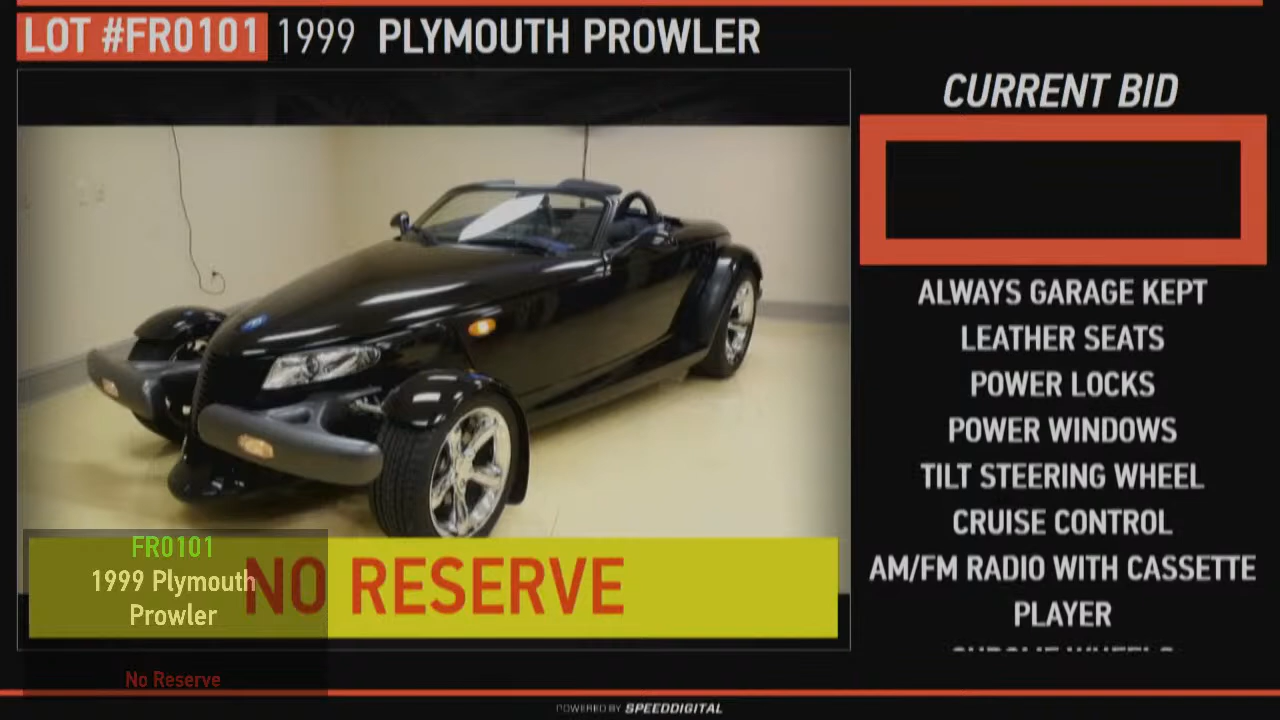 LOT #FR0101 1999 PLYMOUTH PROWLER
CURRENT BID
ALWAYS GARAGE KEPT
LEATHER SEATS
POWER LOCKS
POWER WINDOWS
TILT STEERING WHEEL
CRUISE CONTROL
AM/FM RADIO WITH CASSETTE
PLAYER
NO RESERVE
FR0101
1999 Plymouth
Prowler
No Reserve
POWERED BY SPEEDDIGITAL